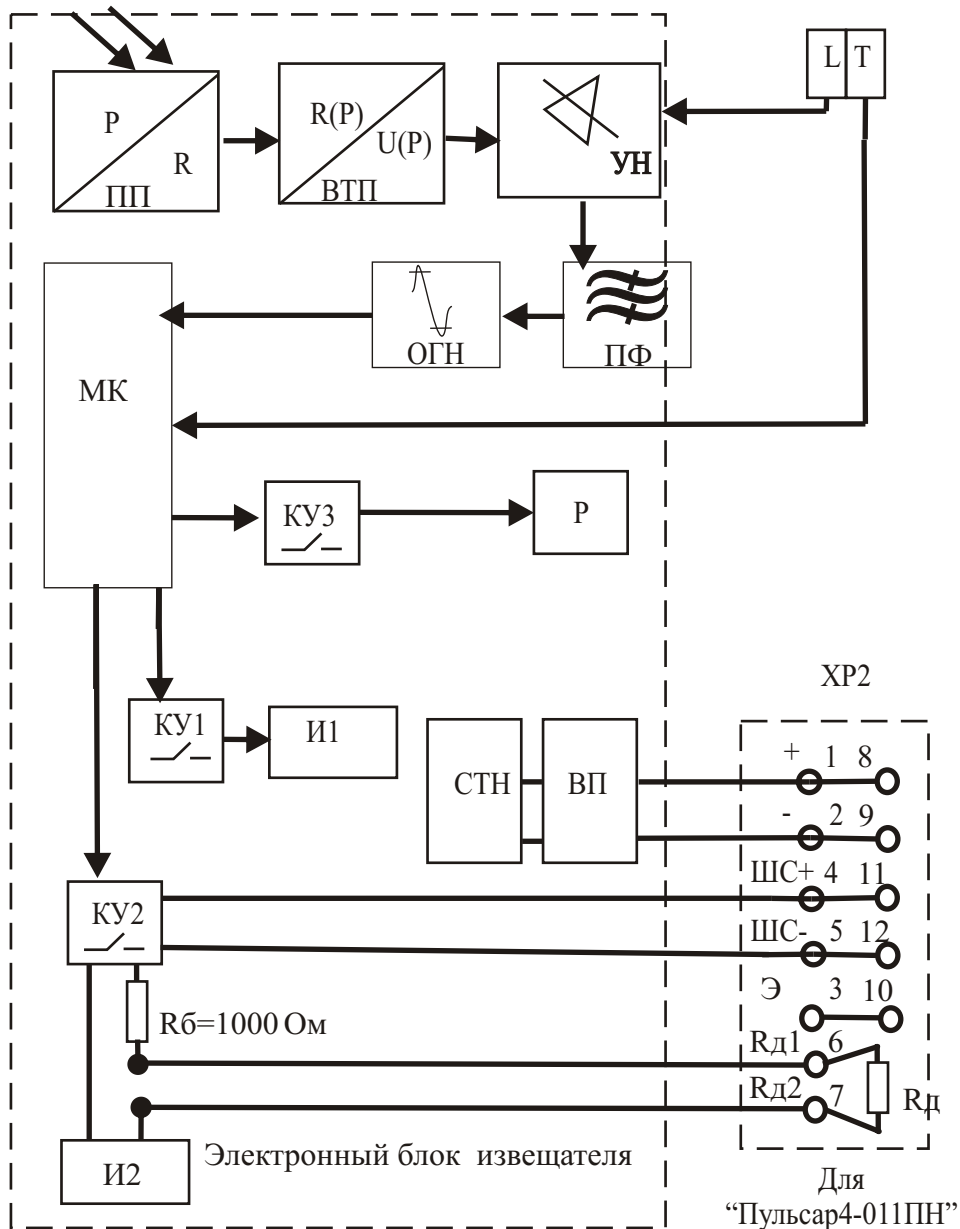 P
R
ПП
R(P)
U(P)
ВТП
УН
L T
МК
ОГН
ПФ
КУ3
P
КУ1
И1
СТН
ВП
XP2
+ 1 8
- 2 9
ШС+ 4 11
ШС- 5 12
Э 3 10
КУ2
Rб=1000 Ом
Rд1 6
Rд2 7
Rд
И2
Электронный блок извещателя
Для
“Пульсар4-011ПН”